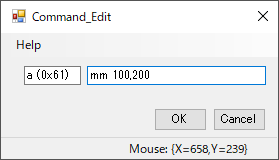 Command_Edit
Help
a (0x61)
mm 100,200
OK
Cancel
Mouse: {X=658,Y=239}